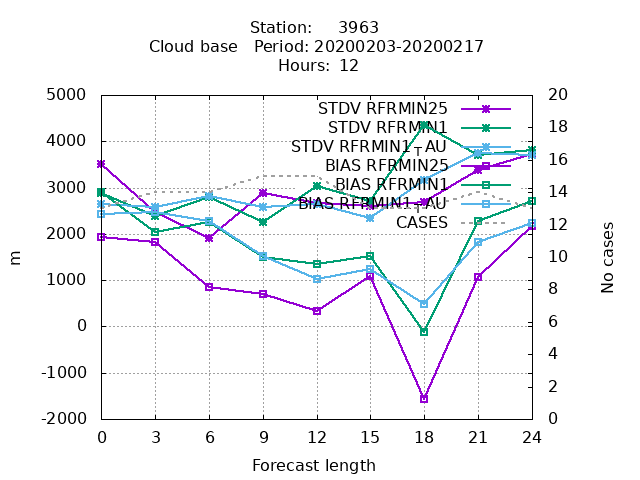 Station: 3963
Cloud base Period: 20200203-20200217
Hours: 12
5000
4000
3000
2000
1000
0
-1000
-2000
m
20
18
16
14
12
10
8
6
4
2
0
No cases
STDV RFRMIN25
STDV RFRMIN1
STDV RFRMIN1_AU
BIAS RFRMIN25
BIAS RFRMIN1
BIAS RFRMIN1_AU
CASES
0 3 6 9 12 15 18 21 24
Forecast length